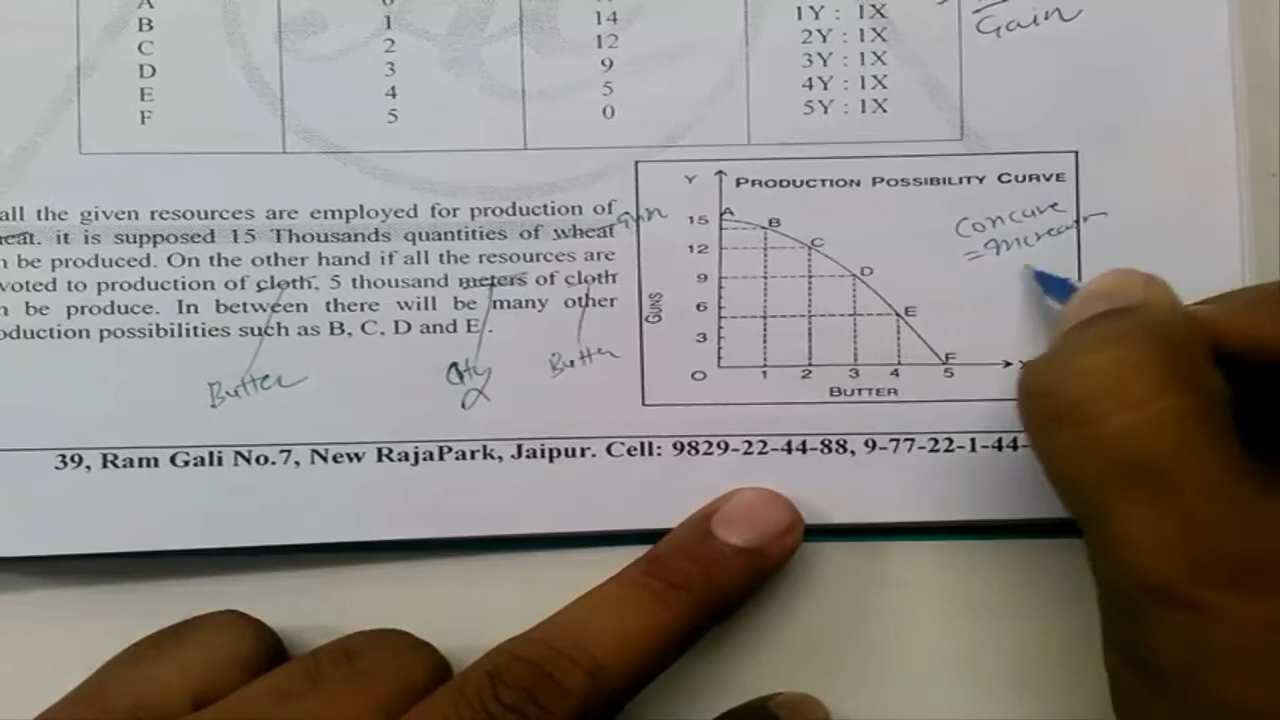 Gain
B 1 14 1Y : 1X
C 2 12 2Y : 1X
D 3 9 3Y : 1X
E 4 5 4Y : 1X
F 5 0 5Y : 1X
all the given resources are employed for production of
eat. it is supposed 15 Thousands quantities of wheat gun
n be produced. On the other hand if all the resources are
voted to production of cloth, 5 thousand meters of cloth
n be produce. In between there will be many other
oduction possibilities such as B, C, D and E .
Butter Qty Butter
PRODUCTION POSSIBILITY CURVE
Y
15
12
9
6
3
O 1 2 3 4 5
A
B
C
D
E
F
GUNS
BUTTER
Concave
= Increas
39, Ram Gali No.7, New RajaPark, Jaipur. Cell: 9829-22-44-88, 9-77-22-1-44-